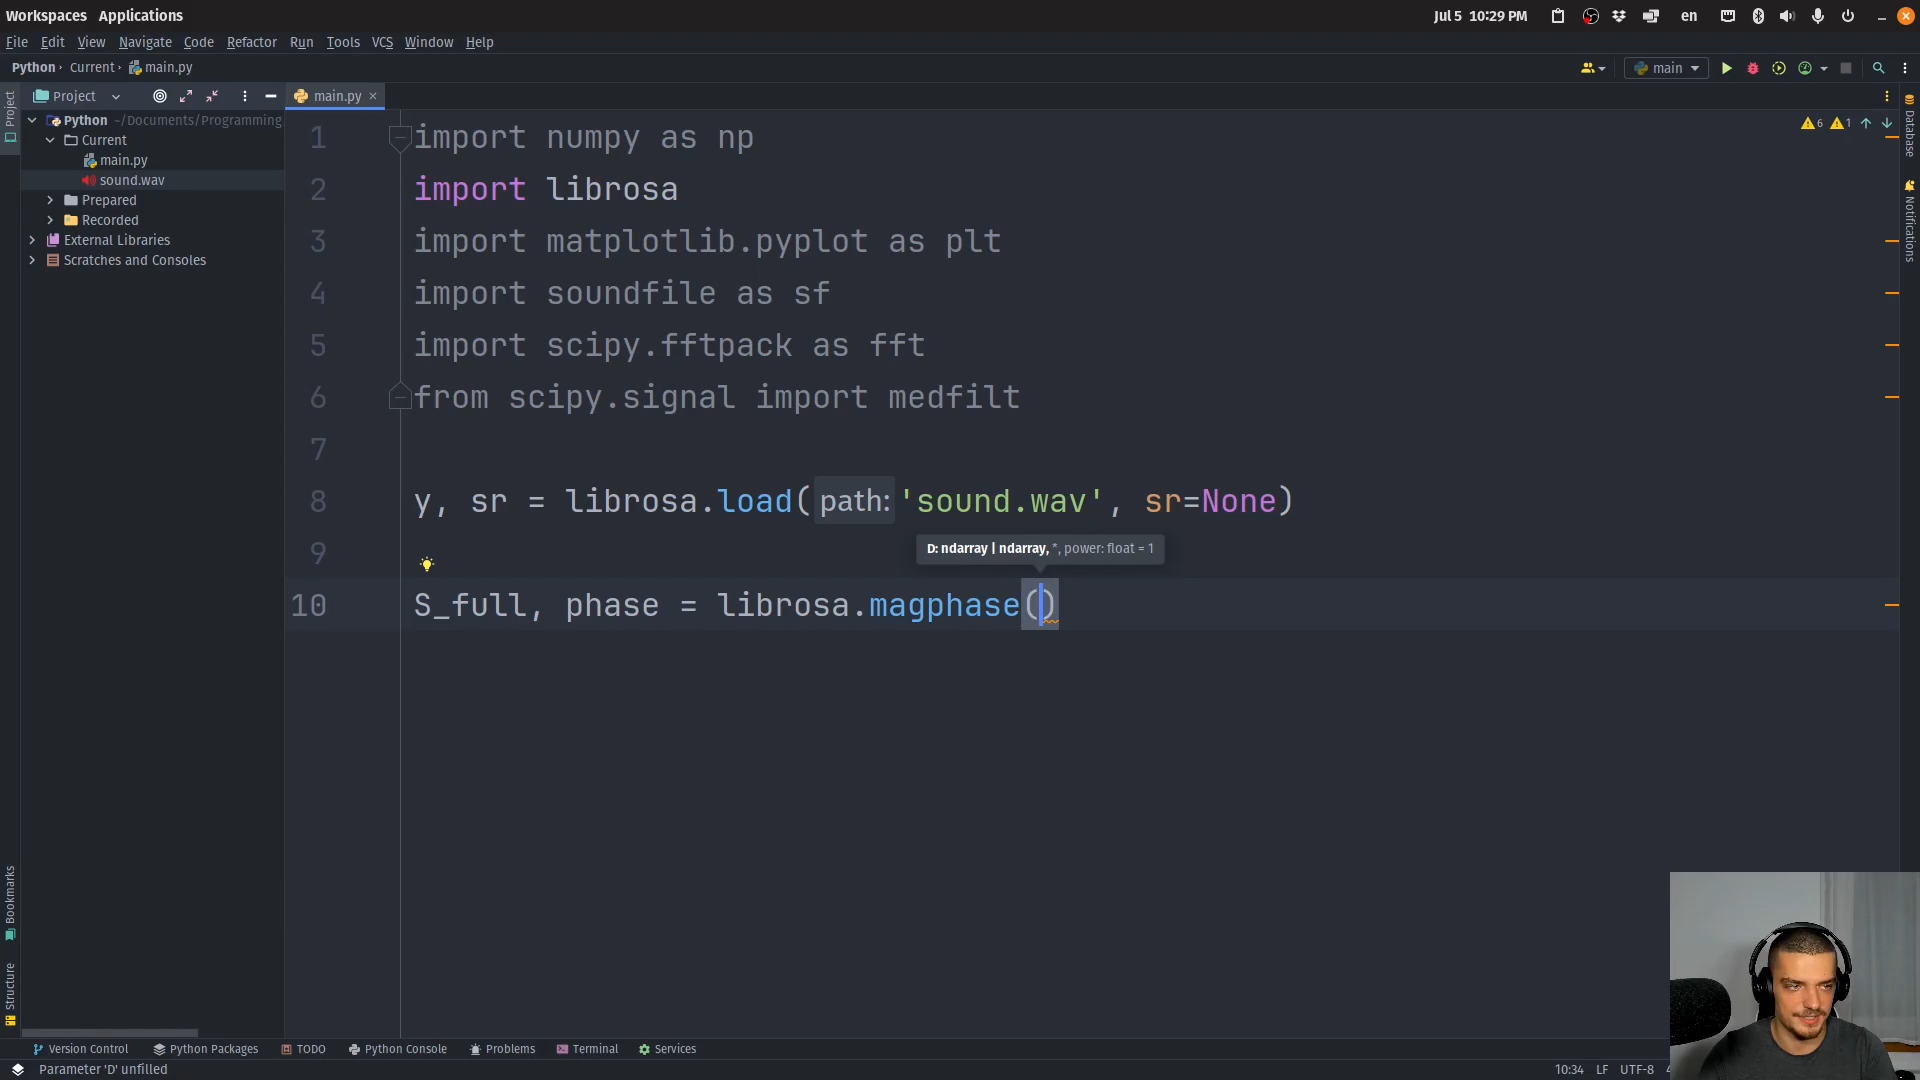 Workspaces Applications
Jul 5 10:29 PM
en
File Edit View Navigate Code Refactor Run Tools VCS Window Help
Python Current main.py
main
Project
main.py
6 1
Project
Python ~/Documents/Programming
Current
main.py
sound.wav
Prepared
Recorded
External Libraries
Scratches and Consoles
Database
Notifications
1 import numpy as np
2 import librosa
3 import matplotlib.pyplot as plt
4 import soundfile as sf
5 import scipy.fftpack as fft
6 from scipy.signal import medfilt
7
8 y, sr = librosa.load(path: 'sound.wav', sr=None)
9
D: ndarray | ndarray, *, power: float = 1
10 S_full, phase = librosa.magphase()
Bookmarks
Structure
Version Control Python Packages TODO Python Console Problems Terminal Services
Parameter 'D' unfilled
10:34 LF UTF-8